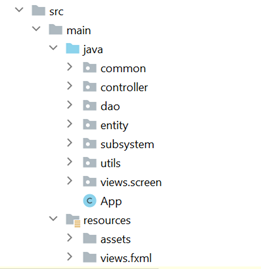 src
main
java
common
controller
dao
entity
subsystem
utils
views.screen
C App
resources
assets
views.fxml